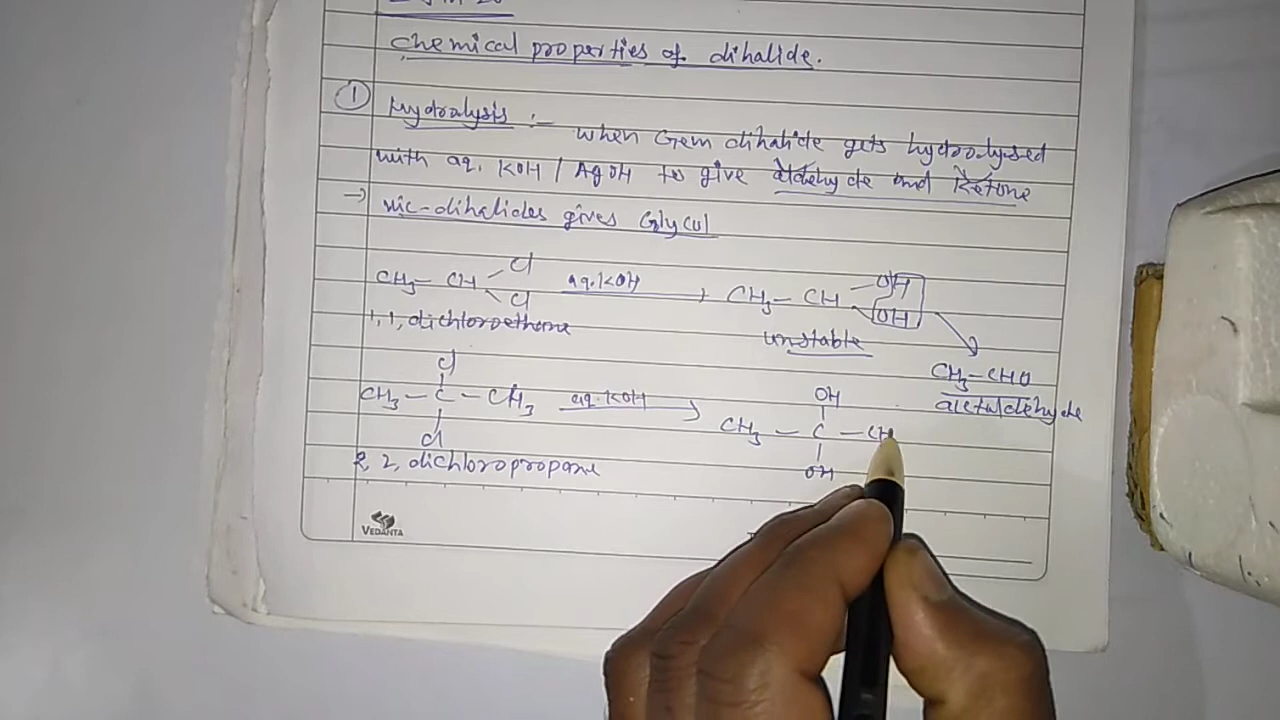 chemical properties of dihalide.
① Hydralysis :- when Gem dihalide gets hydrolysed
with aq. KOH / AgOH to give aldehyde and Ketone
→ vic-dihalides gives Glycol
Cl OH
CH₃ — CH aq.KOH → CH₃ — CH
Cl OH
1,1, dichloroethane unstable
CH₃-CHO
acetaldehyde
Cl OH
CH₃ — C — CH₃ aq.KOH → CH₃ — C — CH
Cl OH
2, 2, dichloropropane
VEDANTA